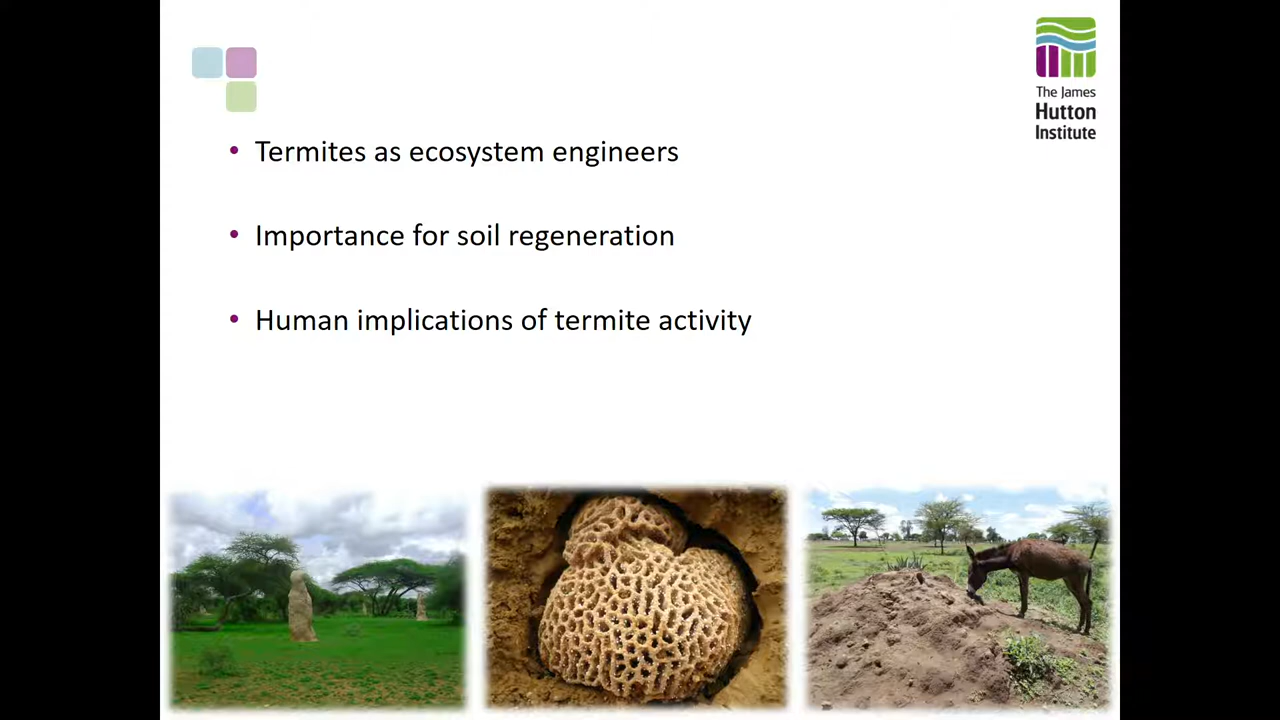 The James
Hutton
Institute
• Termites as ecosystem engineers
• Importance for soil regeneration
• Human implications of termite activity